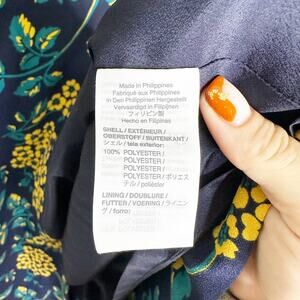 Made in Philippines
Fabriqué aux Philippines
In Den Philippinen Hergestellt
Vervaardigd in Filipijnen
フィリピン製
Hecho en Filipinas
SHELL / EXTÉRIEUR /
OBERSTOFF / BUITENKANT /
シェル / tela exterior:
100% POLYESTER /
POLYESTER /
POLYESTER /
POLYESTER / ポリエス
テル / poliéster
LINING / DOUBLURE /
FUTTER / VOERING / ライニン
グ / forro: